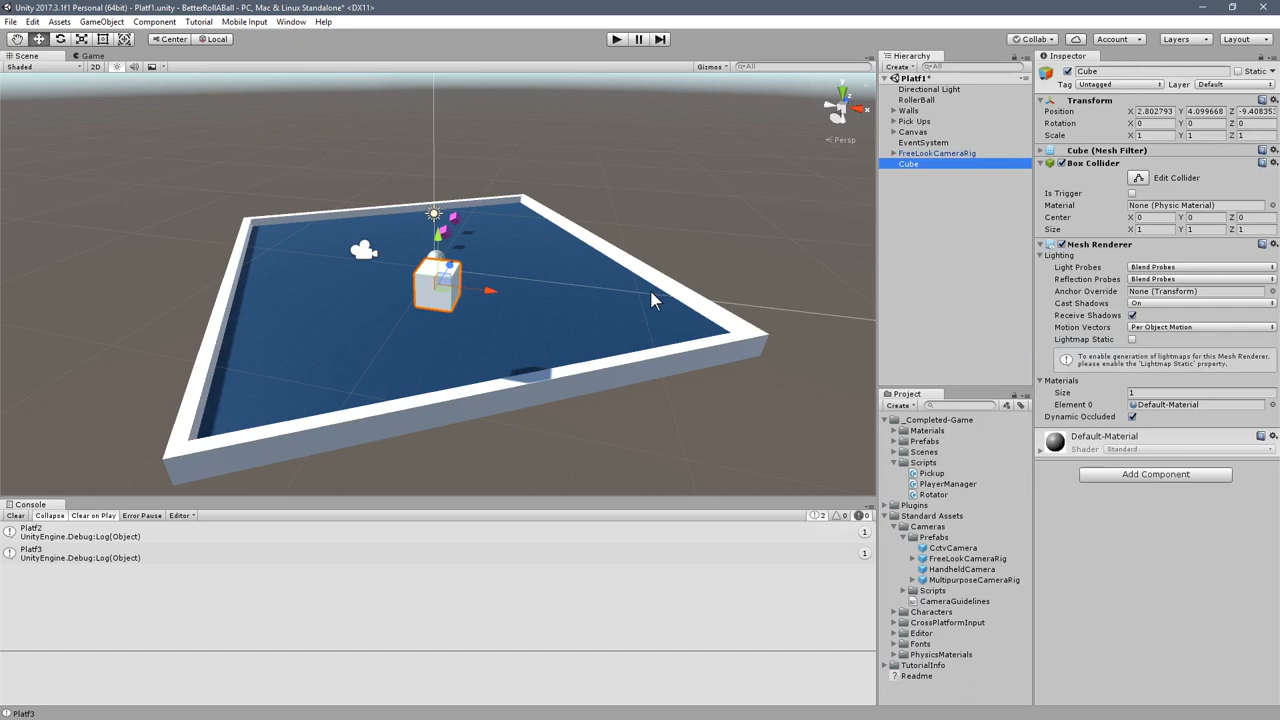 Unity 2017.3.1f1 Personal (64bit) - Platf1.unity - BetterRollABall - PC, Mac & Linux Standalone* <DX11>
File Edit Assets GameObject Component Tutorial Mobile Input Window Help
Center Local Collab Account Layers Layout
Scene Game
Shaded 2D Gizmos All
Persp
Hierarchy
Create All
Platf1*
Directional Light
RollerBall
Walls
Pick Ups
Canvas
EventSystem
FreeLookCameraRig
Cube
Project
Create
_Completed-Game
Materials
Prefabs
Scenes
Scripts
Pickup
PlayerManager
Rotator
Plugins
Standard Assets
Cameras
Prefabs
CctvCamera
FreeLookCameraRig
HandheldCamera
MultipurposeCameraRig
Scripts
CameraGuidelines
Characters
CrossPlatformInput
Editor
Fonts
PhysicsMaterials
TutorialInfo
Readme
Inspector
Cube Static
Tag Untagged Layer Default
Transform
Position X 2.802793 Y 4.099668 Z -9.408353
Rotation X 0 Y 0 Z 0
Scale X 1 Y 1 Z 1
Cube (Mesh Filter)
Box Collider
Edit Collider
Is Trigger
Material None (Physic Material)
Center X 0 Y 0 Z 0
Size X 1 Y 1 Z 1
Mesh Renderer
Lighting
Light Probes Blend Probes
Reflection Probes Blend Probes
Anchor Override None (Transform)
Cast Shadows On
Receive Shadows
Motion Vectors Per Object Motion
Lightmap Static
To enable generation of lightmaps for this Mesh Renderer,
please enable the 'Lightmap Static' property.
Materials
Size 1
Element 0 Default-Material
Dynamic Occluded
Default-Material
Shader Standard
Add Component
Console
Clear Collapse Clear on Play Error Pause Editor 2 0 0
Platf2
UnityEngine.Debug:Log(Object) 1
Platf3
UnityEngine.Debug:Log(Object) 1
Platf3